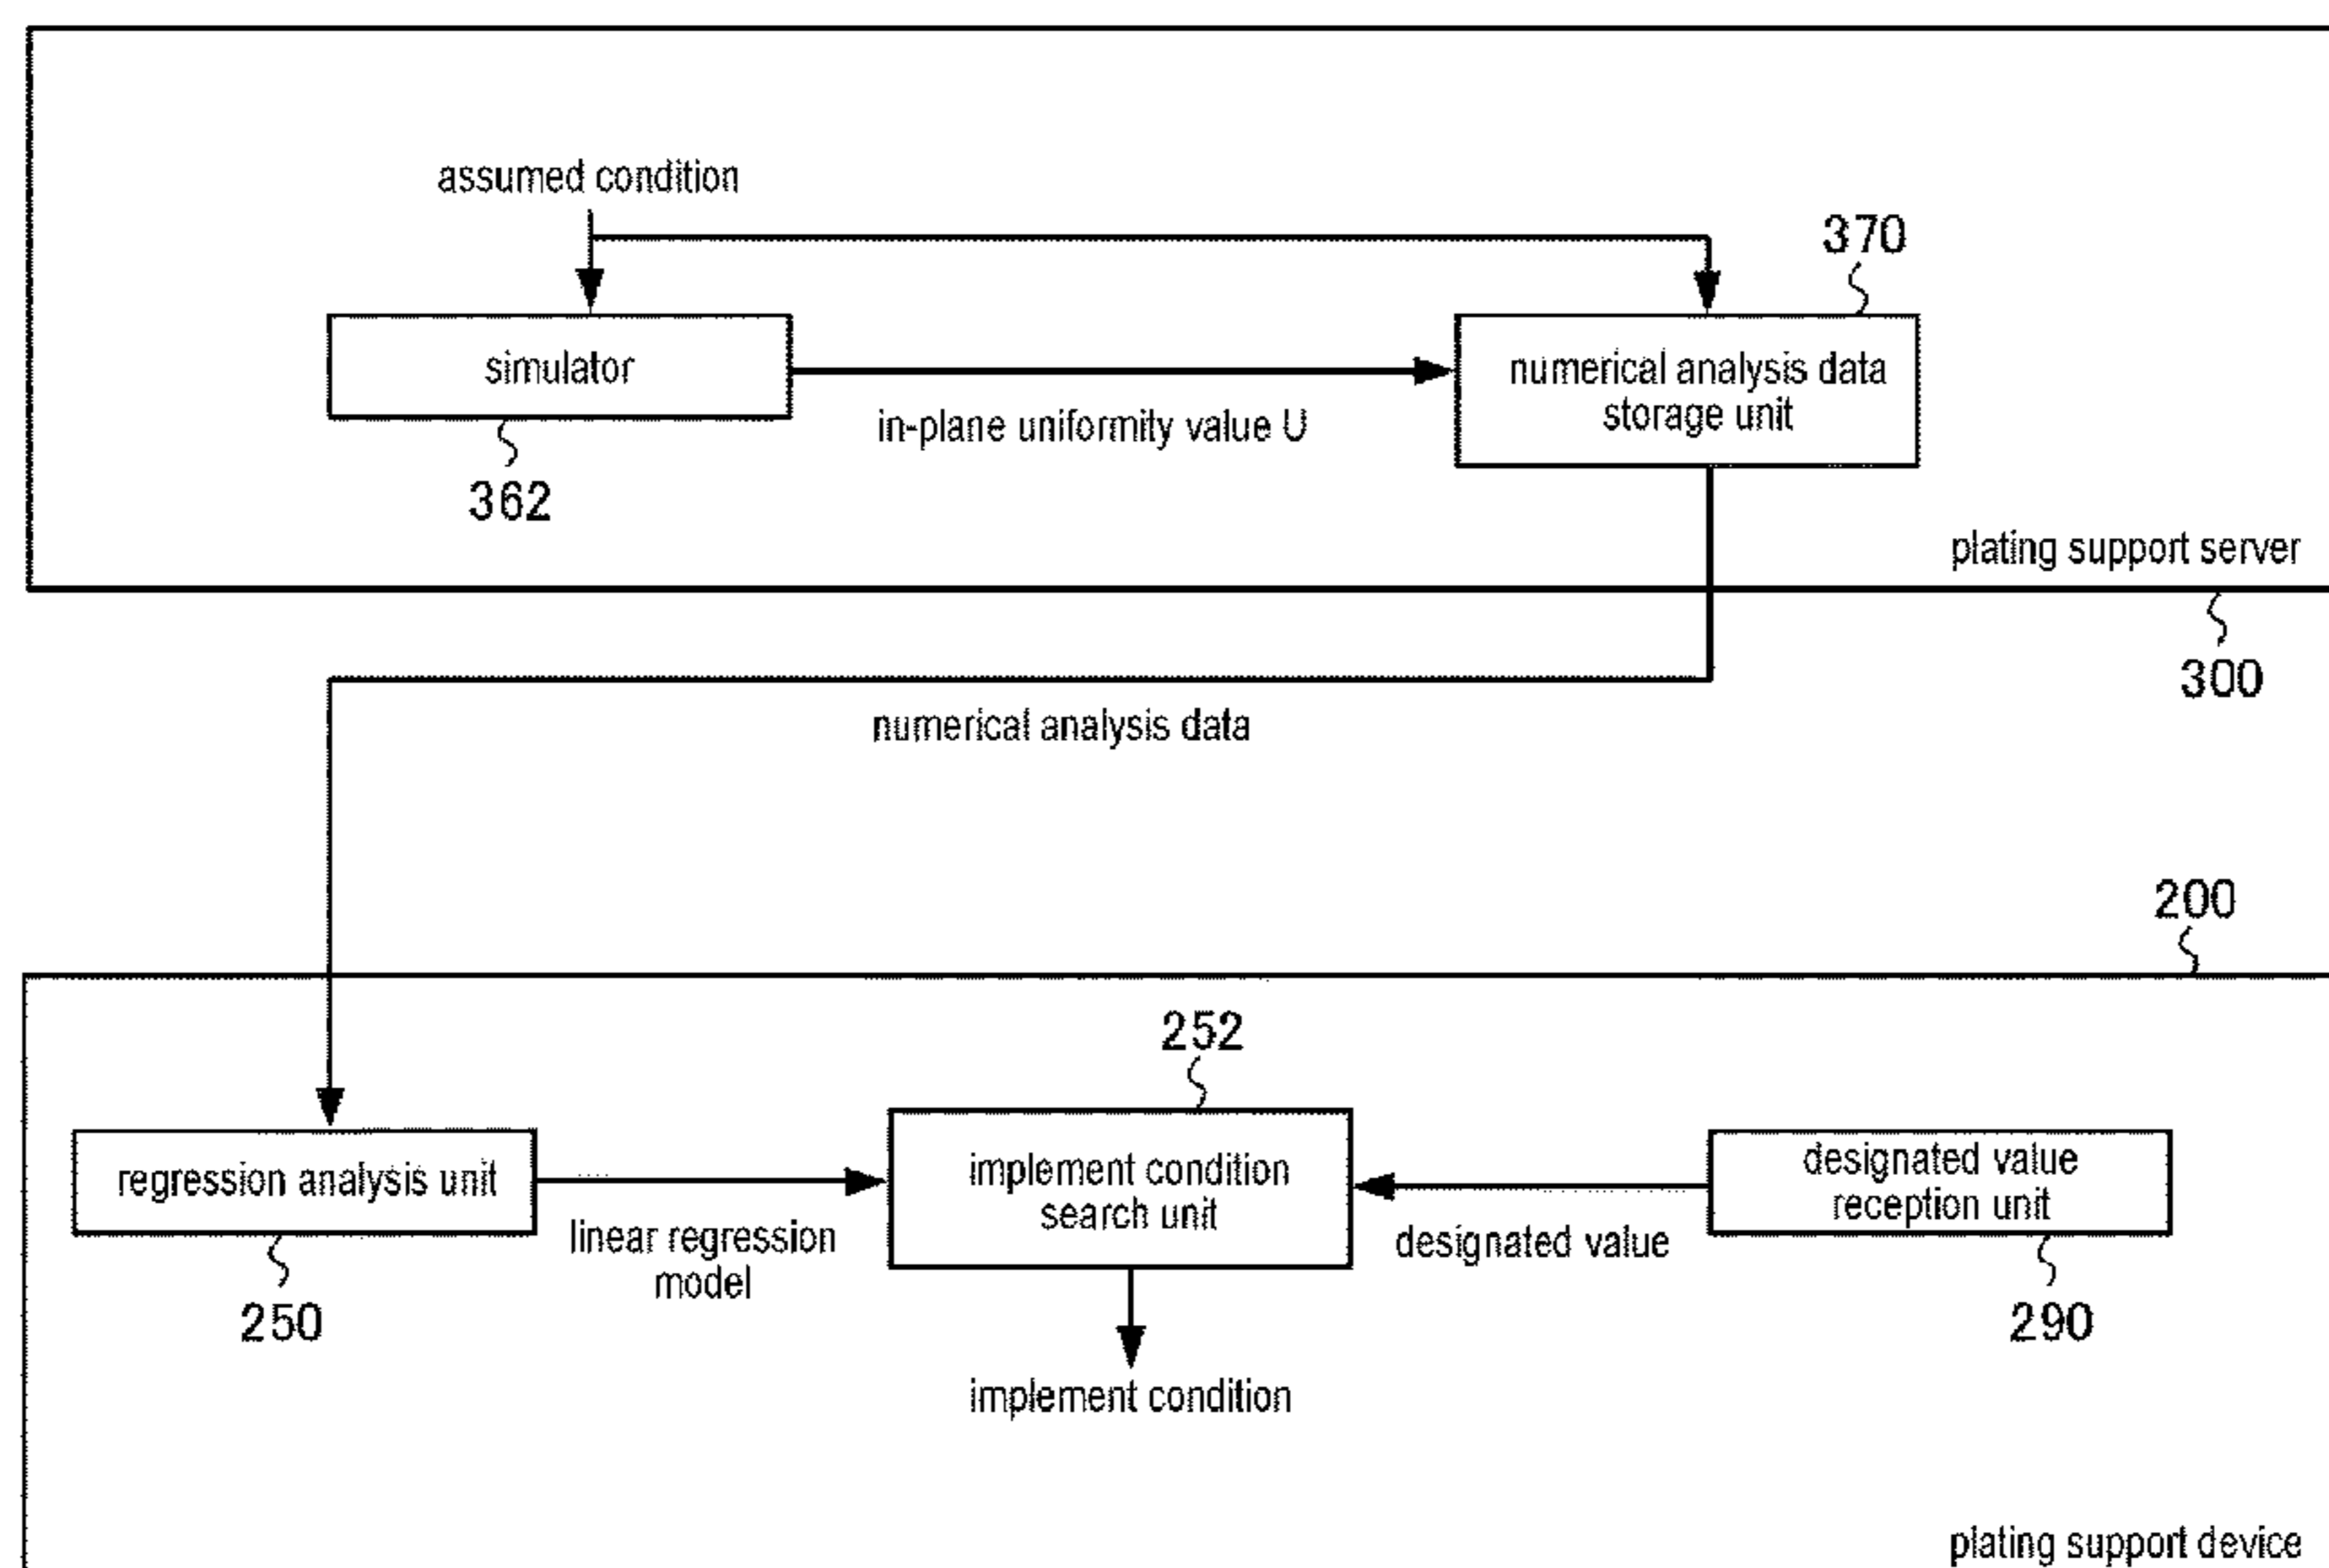 assumed condition
370
simulator
numerical analysis data
storage unit
in-plane uniformity value U
362
plating support server
300
numerical analysis data
200
252
regression analysis unit
implement condition
search unit
designated value
reception unit
linear regression
model
designated value
250
290
implement condition
plating support device